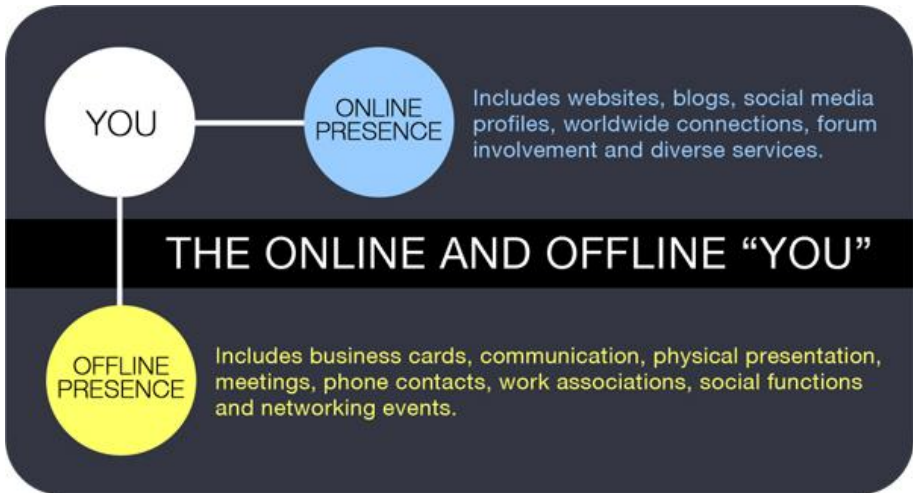 YOU
ONLINE
PRESENCE
Includes websites, blogs, social media
profiles, worldwide connections, forum
involvement and diverse services.
THE ONLINE AND OFFLINE “YOU”
OFFLINE
PRESENCE
Includes business cards, communication, physical presentation,
meetings, phone contacts, work associations, social functions
and networking events.